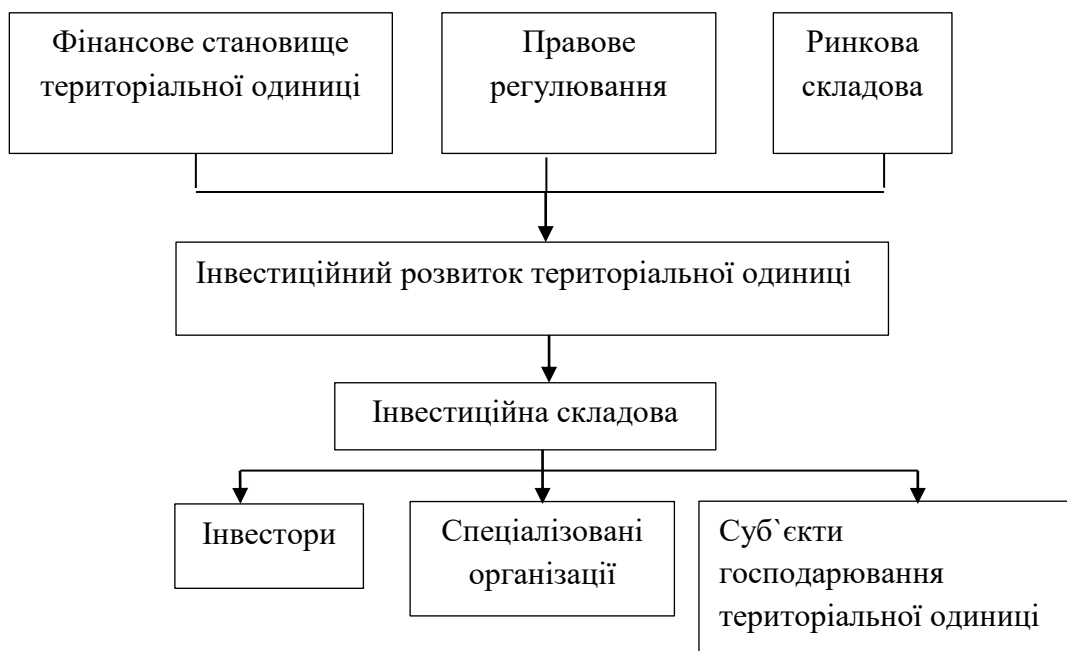 Фінансове становище
територіальної одиниці
Правове
регулювання
Ринкова
складова
Інвестиційний розвиток територіальної одиниці
Інвестиційна складова
Інвестори
Спеціалізовані
організації
Суб`єкти
господарювання
територіальної одиниці